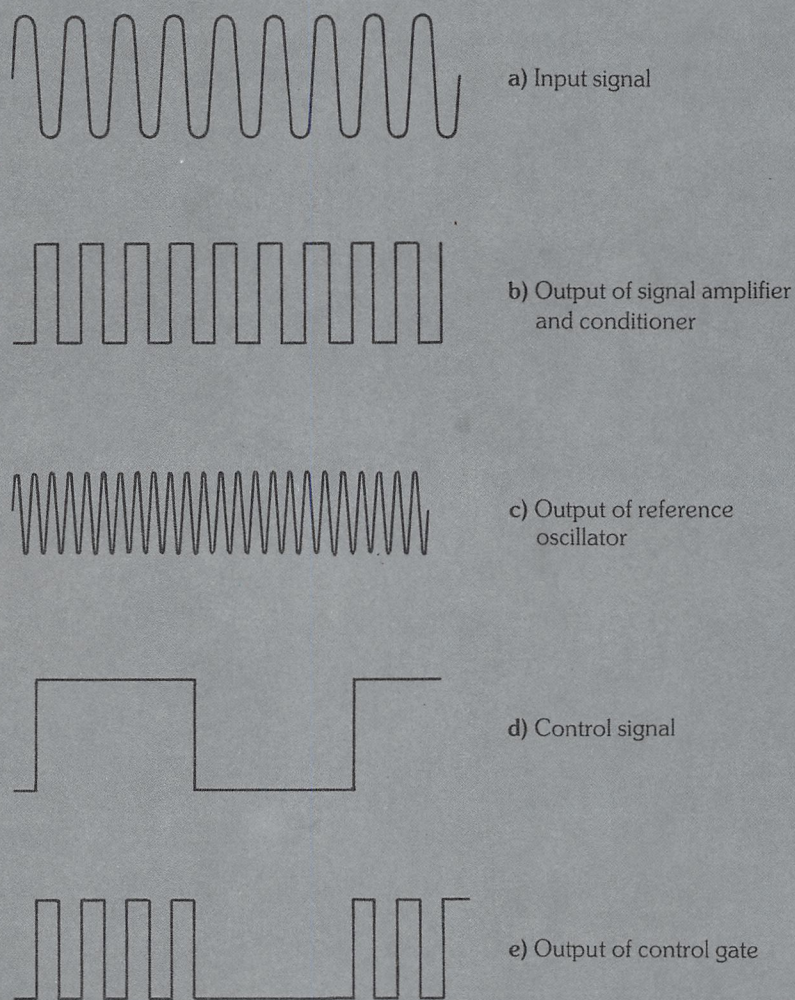 a) Input signal
b) Output of signal amplifier
and conditioner
c) Output of reference
oscillator
d) Control signal
e) Output of control gate